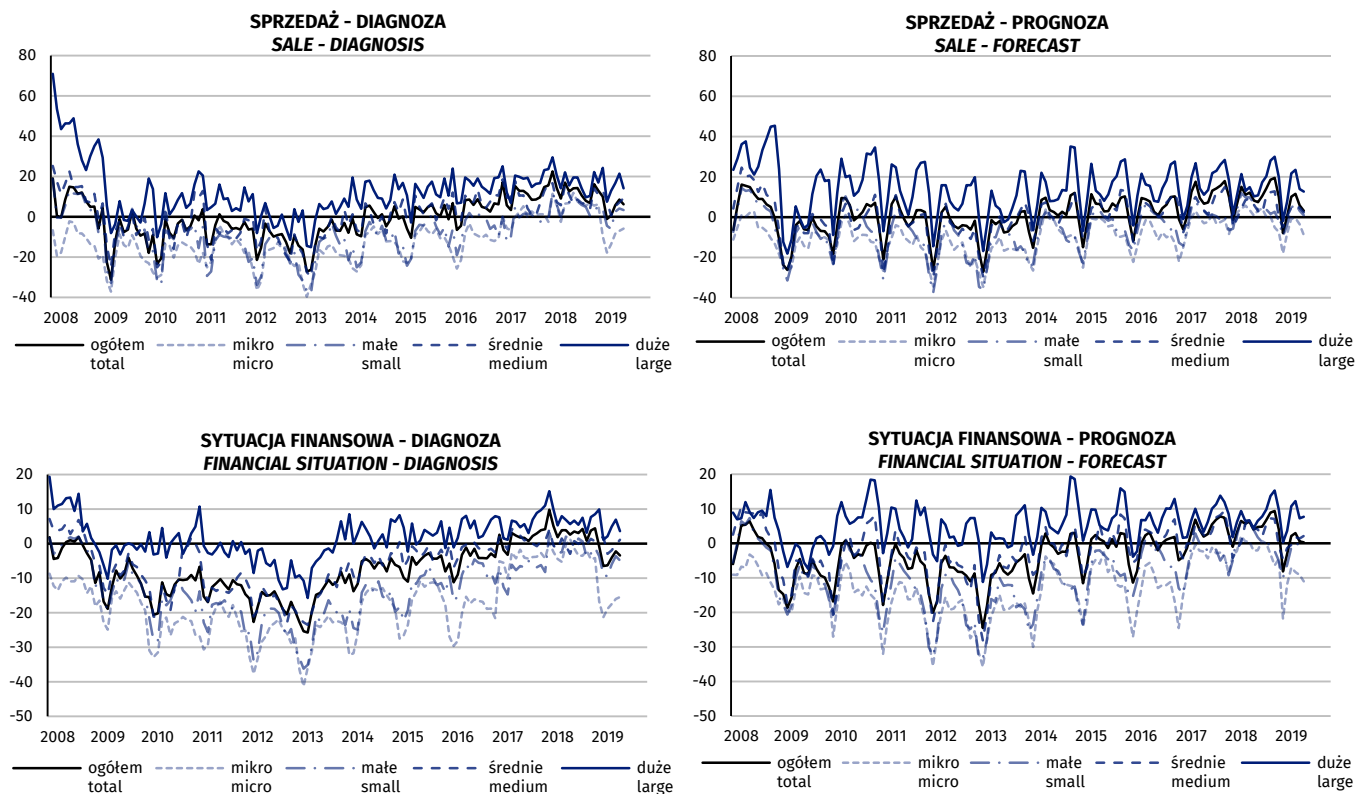 SPRZEDAŻ - DIAGNOZA
SALE - DIAGNOSIS
80
60
40
20
0
-20
-40
2008 2009 2010 2011 2012 2013 2014 2015 2016 2017 2018 2019
ogółem mikro małe średnie duże
total micro small medium large
SPRZEDAŻ - PROGNOZA
SALE - FORECAST
80
60
40
20
0
-20
-40
2008 2009 2010 2011 2012 2013 2014 2015 2016 2017 2018 2019
ogółem mikro małe średnie duże
total micro small medium large
SYTUACJA FINANSOWA - DIAGNOZA
FINANCIAL SITUATION - DIAGNOSIS
20
10
0
-10
-20
-30
-40
-50
2008 2009 2010 2011 2012 2013 2014 2015 2016 2017 2018 2019
ogółem mikro małe średnie duże
total micro small medium large
SYTUACJA FINANSOWA - PROGNOZA
FINANCIAL SITUATION - FORECAST
20
10
0
-10
-20
-30
-40
-50
2008 2009 2010 2011 2012 2013 2014 2015 2016 2017 2018 2019
ogółem mikro małe średnie duże
total micro small medium large